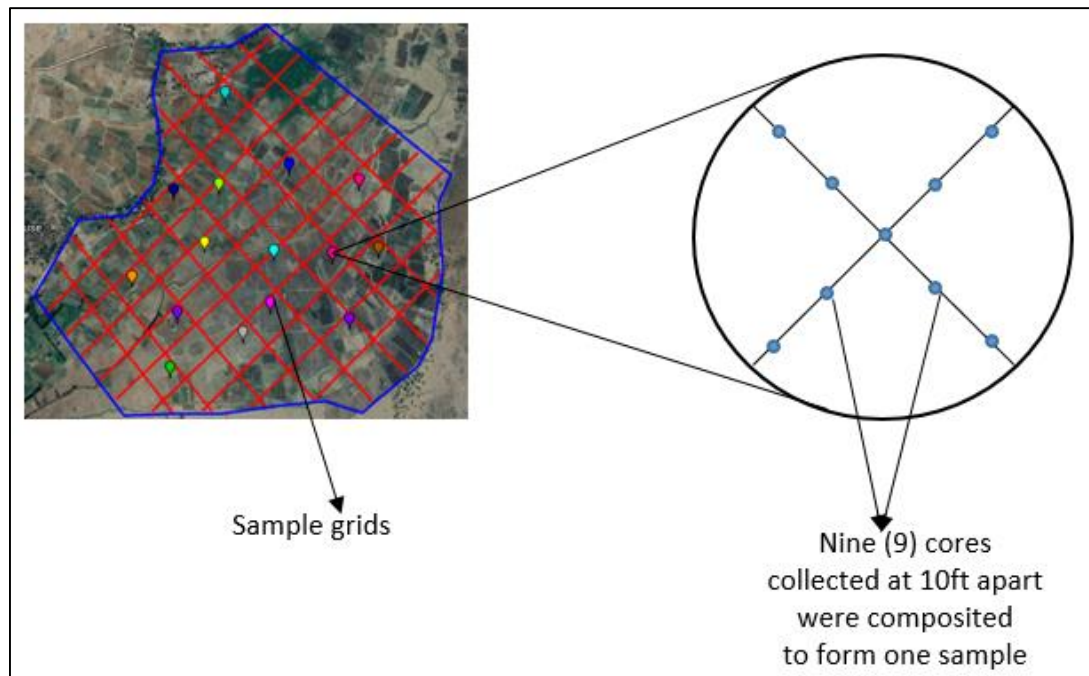 Sample grids
Nine (9) cores
collected at 10ft apart
were composited
to form one sample